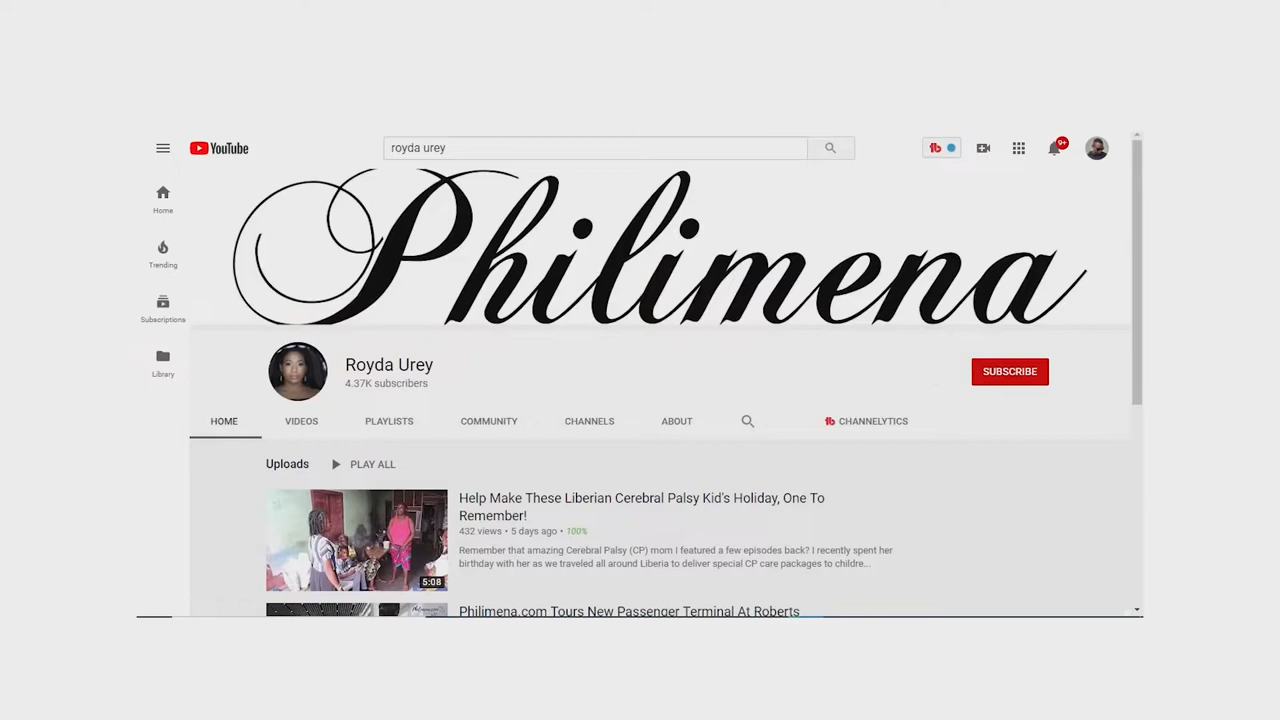 YouTube
royda urey
9+
Home
Trending
Subscriptions
Library
Philimena
Royda Urey
4.37K subscribers
SUBSCRIBE
HOME VIDEOS PLAYLISTS COMMUNITY CHANNELS ABOUT CHANNELYTICS
Uploads PLAY ALL
Help Make These Liberian Cerebral Palsy Kid's Holiday, One To
Remember!
432 views • 5 days ago • 100%
Remember that amazing Cerebral Palsy (CP) mom I featured a few episodes back? I recently spent her
birthday with her as we traveled all around Liberia to deliver special CP care packages to childre...
5:08
Philimena.com Tours New Passenger Terminal At Roberts